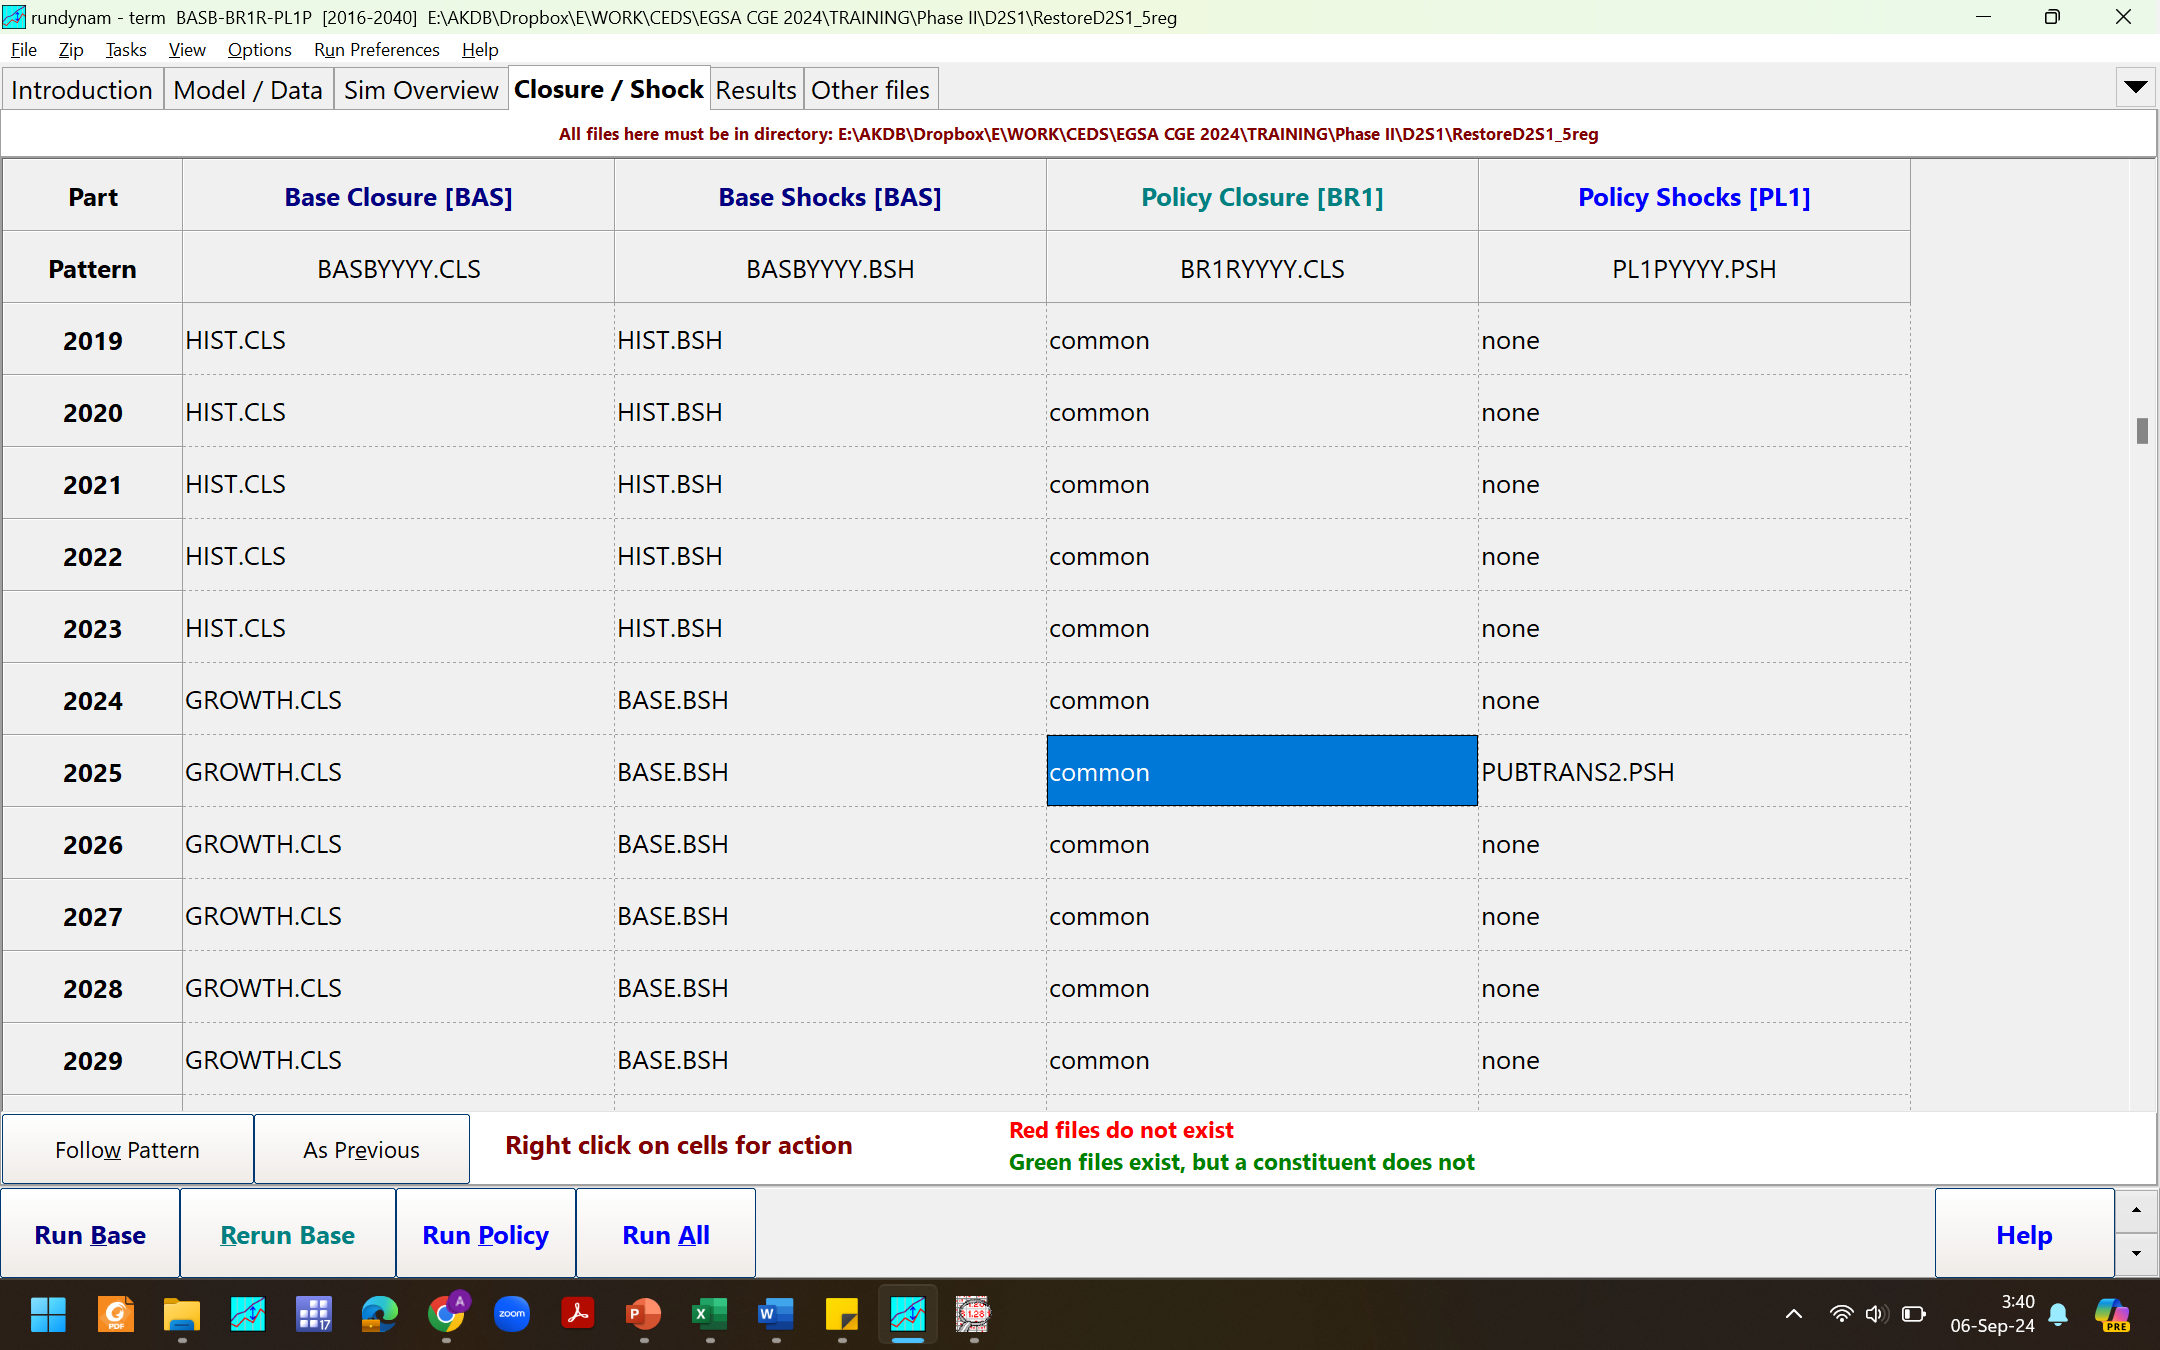 rundynam - term BASB-BR1R-PL1P [2016-2040] E:\AKDB\Dropbox\E\WORK\CEDS\EGSA CGE 2024\TRAINING\Phase II\D2S1\RestoreD2S1_5reg
File Zip Tasks View Options Run Preferences Help
Introduction Model / Data Sim Overview Closure / Shock Results Other files
All files here must be in directory: E:\AKDB\Dropbox\E\WORK\CEDS\EGSA CGE 2024\TRAINING\Phase II\D2S1\RestoreD2S1_5reg
Part Base Closure [BAS] Base Shocks [BAS] Policy Closure [BR1] Policy Shocks [PL1]
Pattern BASBYYYY.CLS BASBYYYY.BSH BR1RYYYY.CLS PL1PYYYY.PSH
2019 HIST.CLS HIST.BSH common none
2020 HIST.CLS HIST.BSH common none
2021 HIST.CLS HIST.BSH common none
2022 HIST.CLS HIST.BSH common none
2023 HIST.CLS HIST.BSH common none
2024 GROWTH.CLS BASE.BSH common none
2025 GROWTH.CLS BASE.BSH common PUBTRANS2.PSH
2026 GROWTH.CLS BASE.BSH common none
2027 GROWTH.CLS BASE.BSH common none
2028 GROWTH.CLS BASE.BSH common none
2029 GROWTH.CLS BASE.BSH common none
Follow Pattern As Previous Right click on cells for action
Red files do not exist
Green files exist, but a constituent does not
Run Base Rerun Base Run Policy Run All Help
PDF 17 A zoom P X W PRE
3:40
06-Sep-24